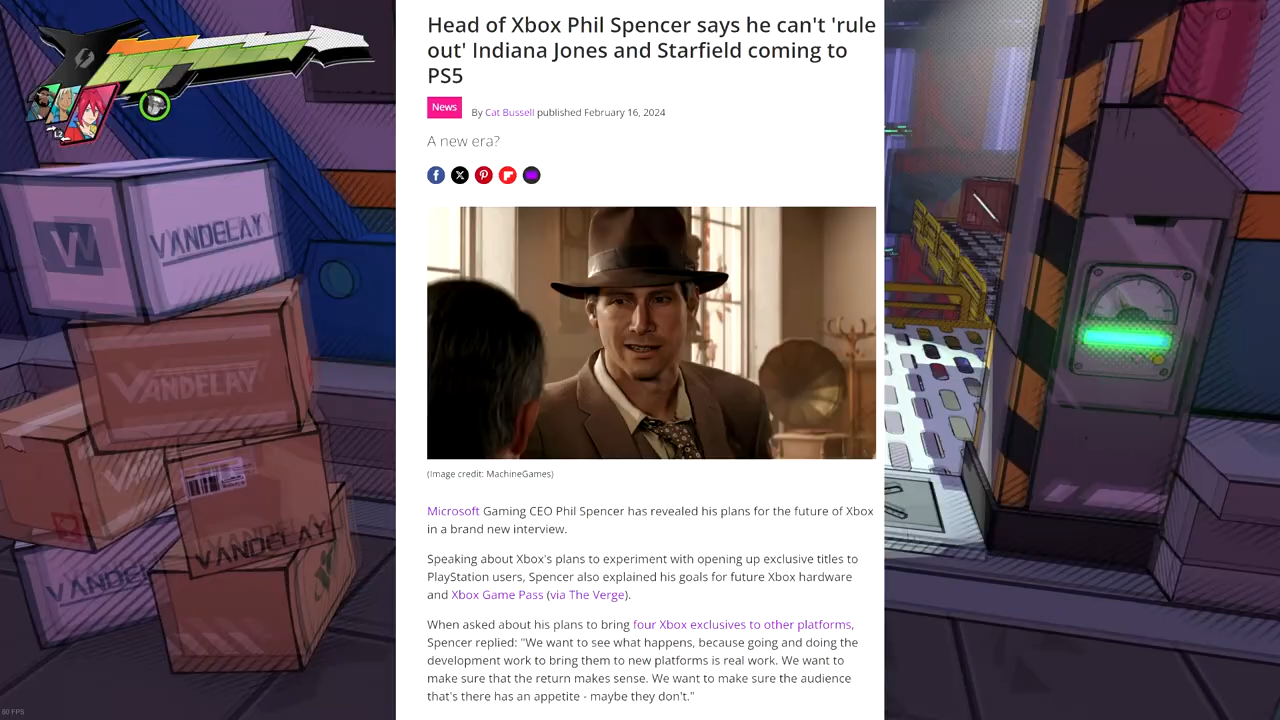 Head of Xbox Phil Spencer says he can't 'rule
out' Indiana Jones and Starfield coming to
PS5
News
By Cat Bussell published February 16, 2024
A new era?
L2
W
VANDELAY
VANDELAY
VANDELAY
VANDELAY
(Image credit: MachineGames)
Microsoft Gaming CEO Phil Spencer has revealed his plans for the future of Xbox
in a brand new interview.
Speaking about Xbox's plans to experiment with opening up exclusive titles to
PlayStation users, Spencer also explained his goals for future Xbox hardware
and Xbox Game Pass (via The Verge).
When asked about his plans to bring four Xbox exclusives to other platforms,
Spencer replied: "We want to see what happens, because going and doing the
development work to bring them to new platforms is real work. We want to
make sure that the return makes sense. We want to make sure the audience
that's there has an appetite - maybe they don't."
60 FPS